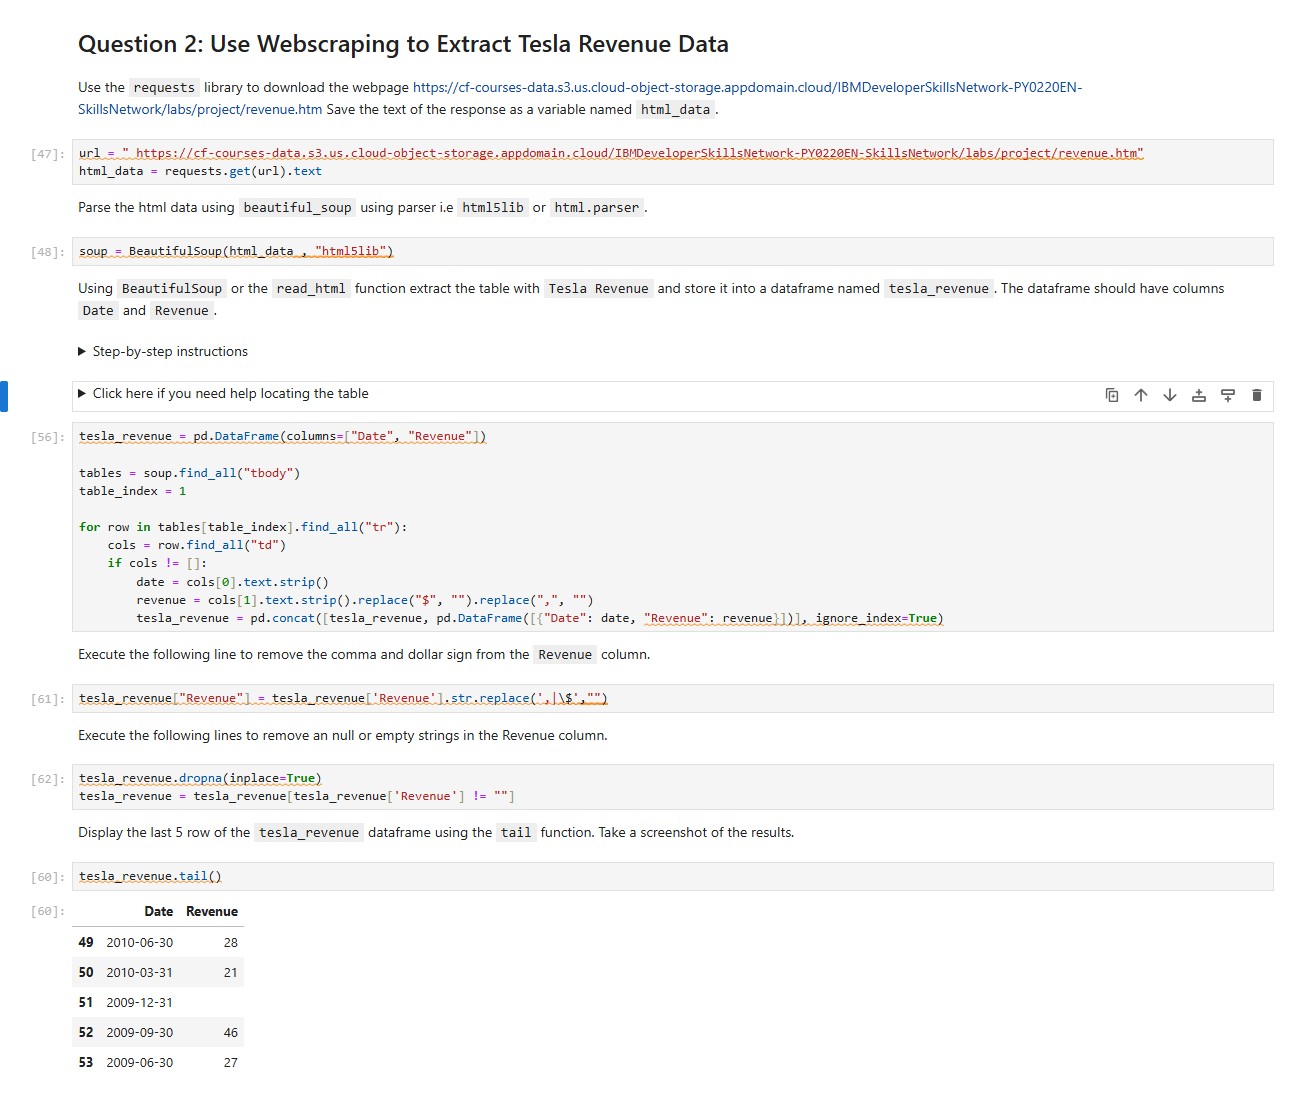 Question 2: Use Webscraping to Extract Tesla Revenue Data
Use the requests library to download the webpage https://cf-courses-data.s3.us.cloud-object-storage.appdomain.cloud/IBMDeveloperSkillsNetwork-PY0220EN-
SkillsNetwork/labs/project/revenue.htm Save the text of the response as a variable named html_data .
[47]: url = " https://cf-courses-data.s3.us.cloud-object-storage.appdomain.cloud/IBMDeveloperSkillsNetwork-PY0220EN-SkillsNetwork/labs/project/revenue.htm"
html_data = requests.get(url).text
Parse the html data using beautiful_soup using parser i.e html5lib or html.parser .
[48]: soup = BeautifulSoup(html_data , "html5lib")
Using BeautifulSoup or the read_html function extract the table with Tesla Revenue and store it into a dataframe named tesla_revenue . The dataframe should have columns
Date and Revenue .
▶ Step-by-step instructions
▶ Click here if you need help locating the table
[56]: tesla_revenue = pd.DataFrame(columns=["Date", "Revenue"])
tables = soup.find_all("tbody")
table_index = 1
for row in tables[table_index].find_all("tr"):
    cols = row.find_all("td")
    if cols != []:
        date = cols[0].text.strip()
        revenue = cols[1].text.strip().replace("$", "").replace(",", "")
        tesla_revenue = pd.concat([tesla_revenue, pd.DataFrame([{"Date": date, "Revenue": revenue}])], ignore_index=True)
Execute the following line to remove the comma and dollar sign from the Revenue column.
[61]: tesla_revenue["Revenue"] = tesla_revenue['Revenue'].str.replace(',|\$',"")
Execute the following lines to remove an null or empty strings in the Revenue column.
[62]: tesla_revenue.dropna(inplace=True)
tesla_revenue = tesla_revenue[tesla_revenue['Revenue'] != ""]
Display the last 5 row of the tesla_revenue dataframe using the tail function. Take a screenshot of the results.
[60]: tesla_revenue.tail()
[60]: Date Revenue
49 2010-06-30 28
50 2010-03-31 21
51 2009-12-31
52 2009-09-30 46
53 2009-06-30 27